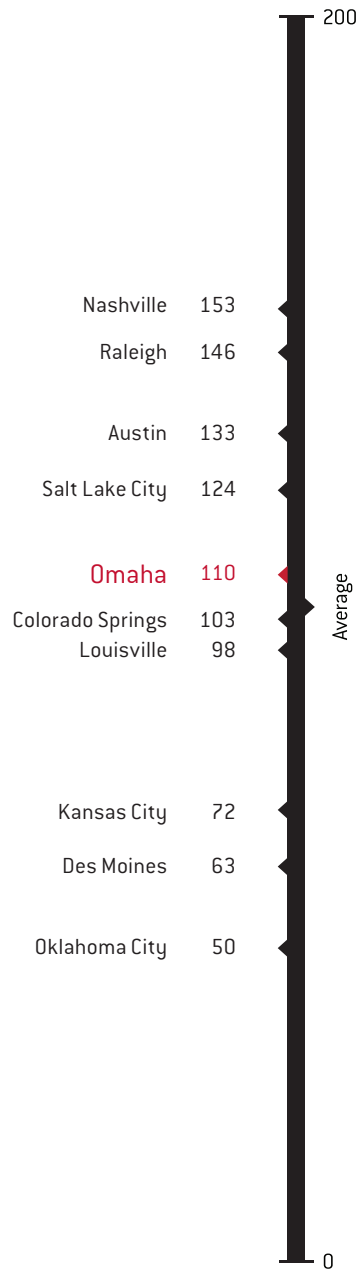 200
Nashville 153
Raleigh 146
Austin 133
Salt Lake City 124
Omaha 110
Average
Colorado Springs 103
Louisville 98
Kansas City 72
Des Moines 63
Oklahoma City 50
0